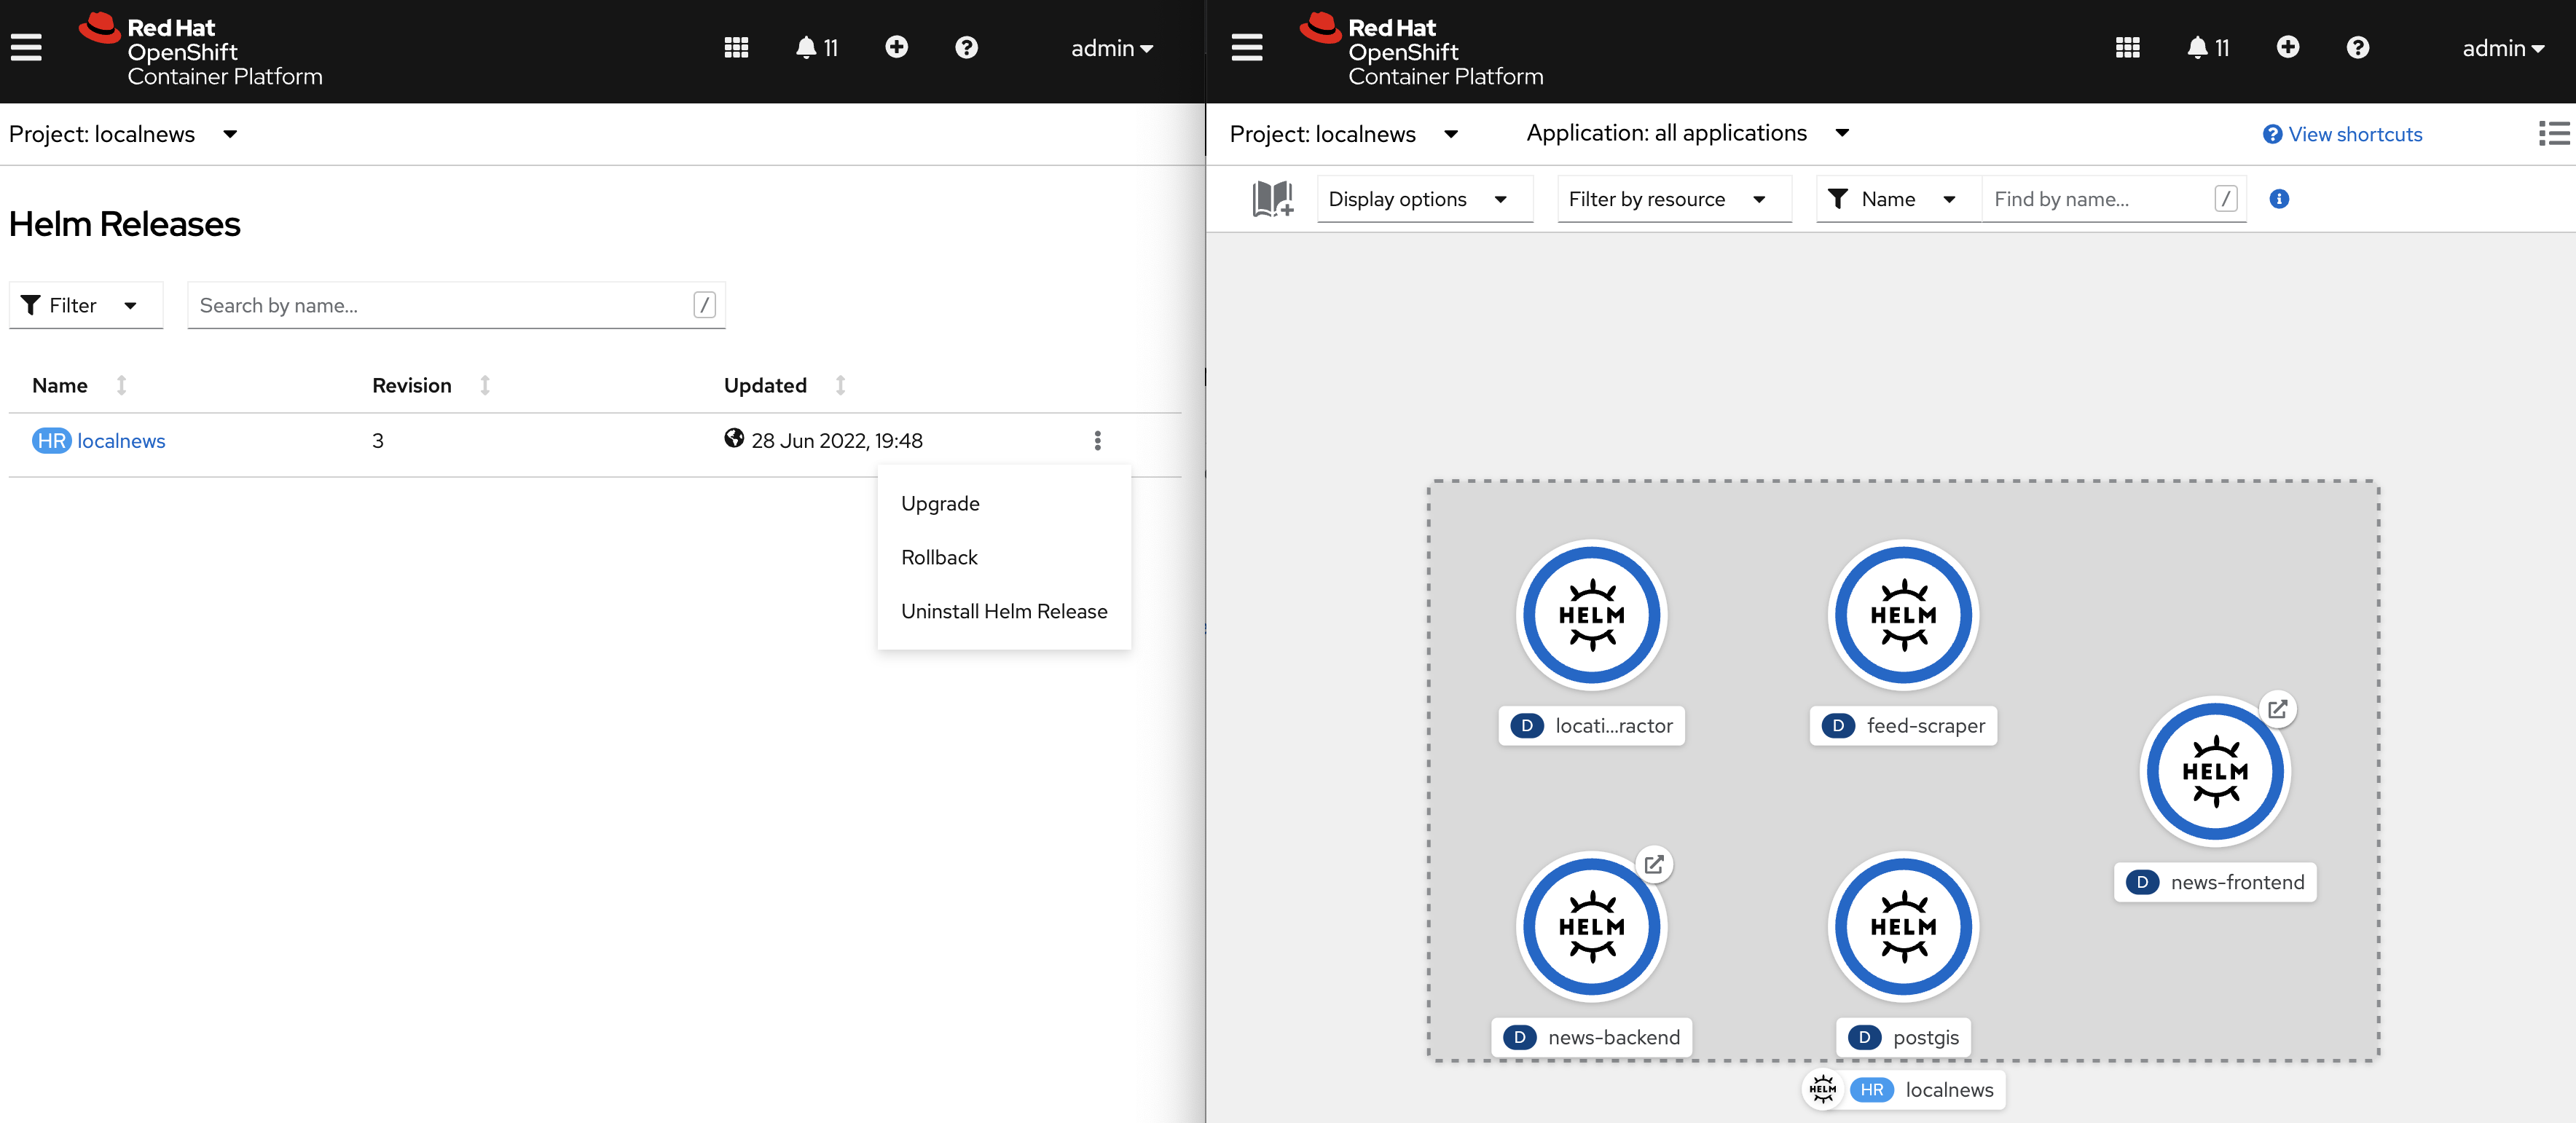 Red Hat
OpenShift
Container Platform
11
admin
Project: localnews
Helm Releases
Filter
Search by name...
/
Name
Revision
Updated
HR localnews
3
28 Jun 2022, 19:48
Upgrade
Rollback
Uninstall Helm Release
Red Hat
OpenShift
Container Platform
11
admin
Project: localnews
Application: all applications
View shortcuts
Display options
Filter by resource
Name
Find by name...
/
HELM
D locati...ractor
HELM
D feed-scraper
HELM
D news-frontend
HELM
D news-backend
HELM
D postgis
HELM HR localnews